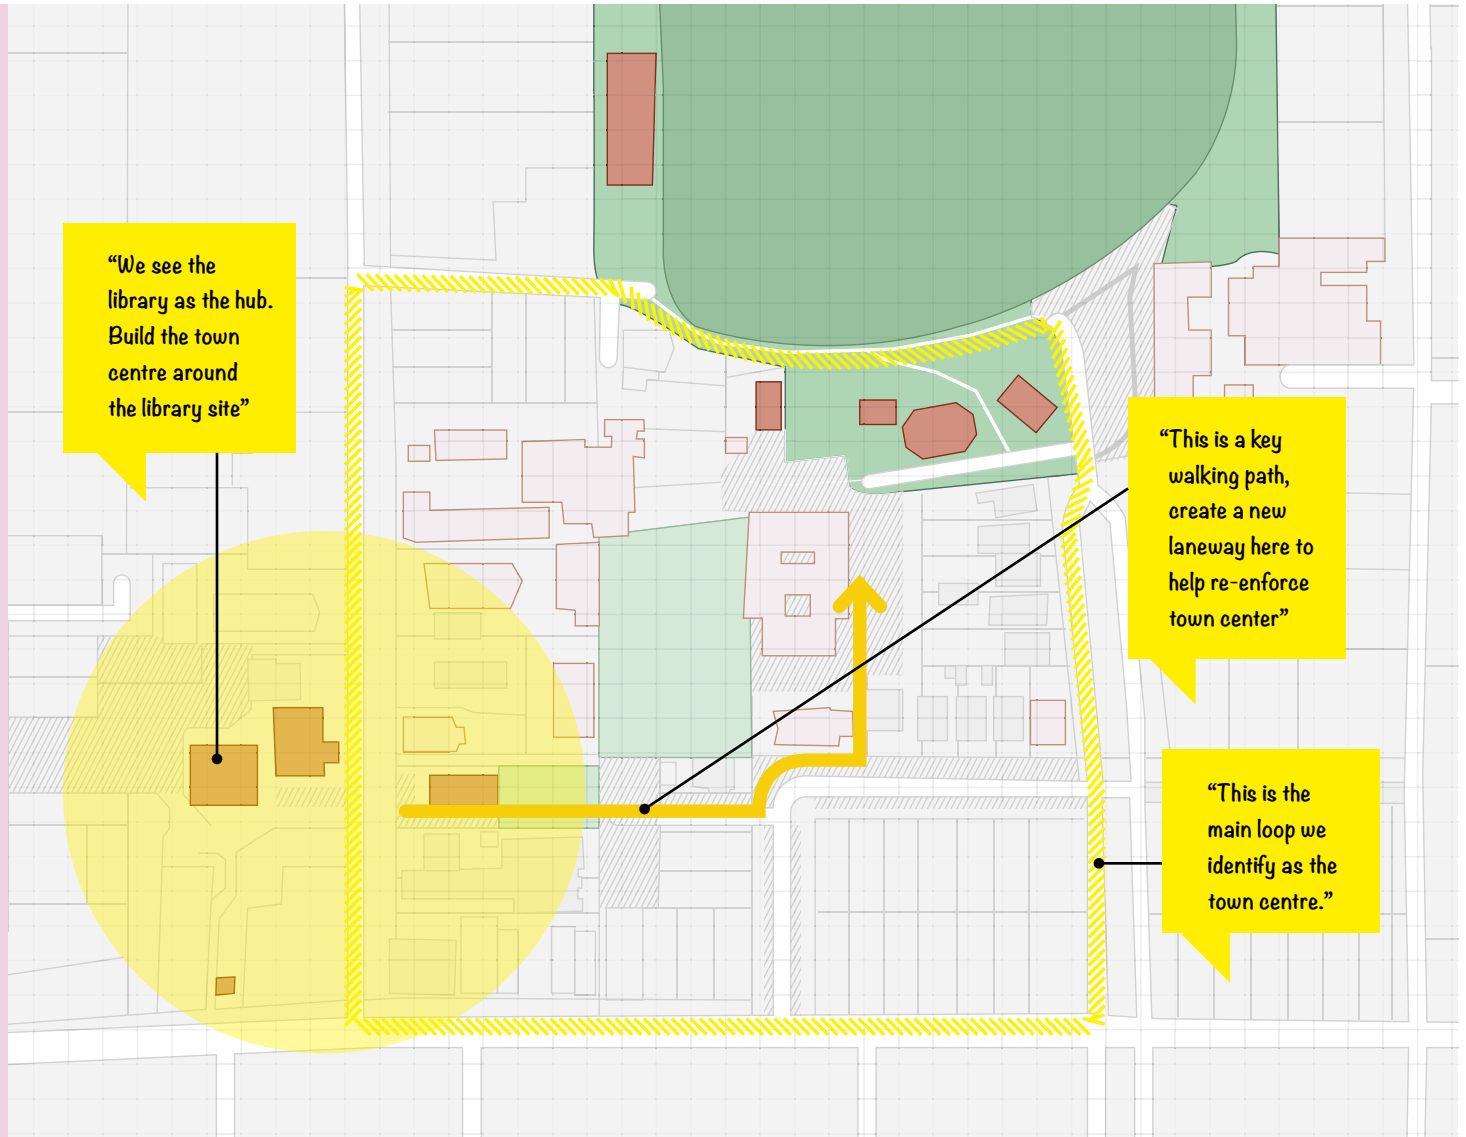 “We see the
library as the hub.
Build the town
centre around
the library site”
“This is a key
walking path,
create a new
laneway here to
help re-enforce
town center”
“This is the
main loop we
identify as the
town centre.”